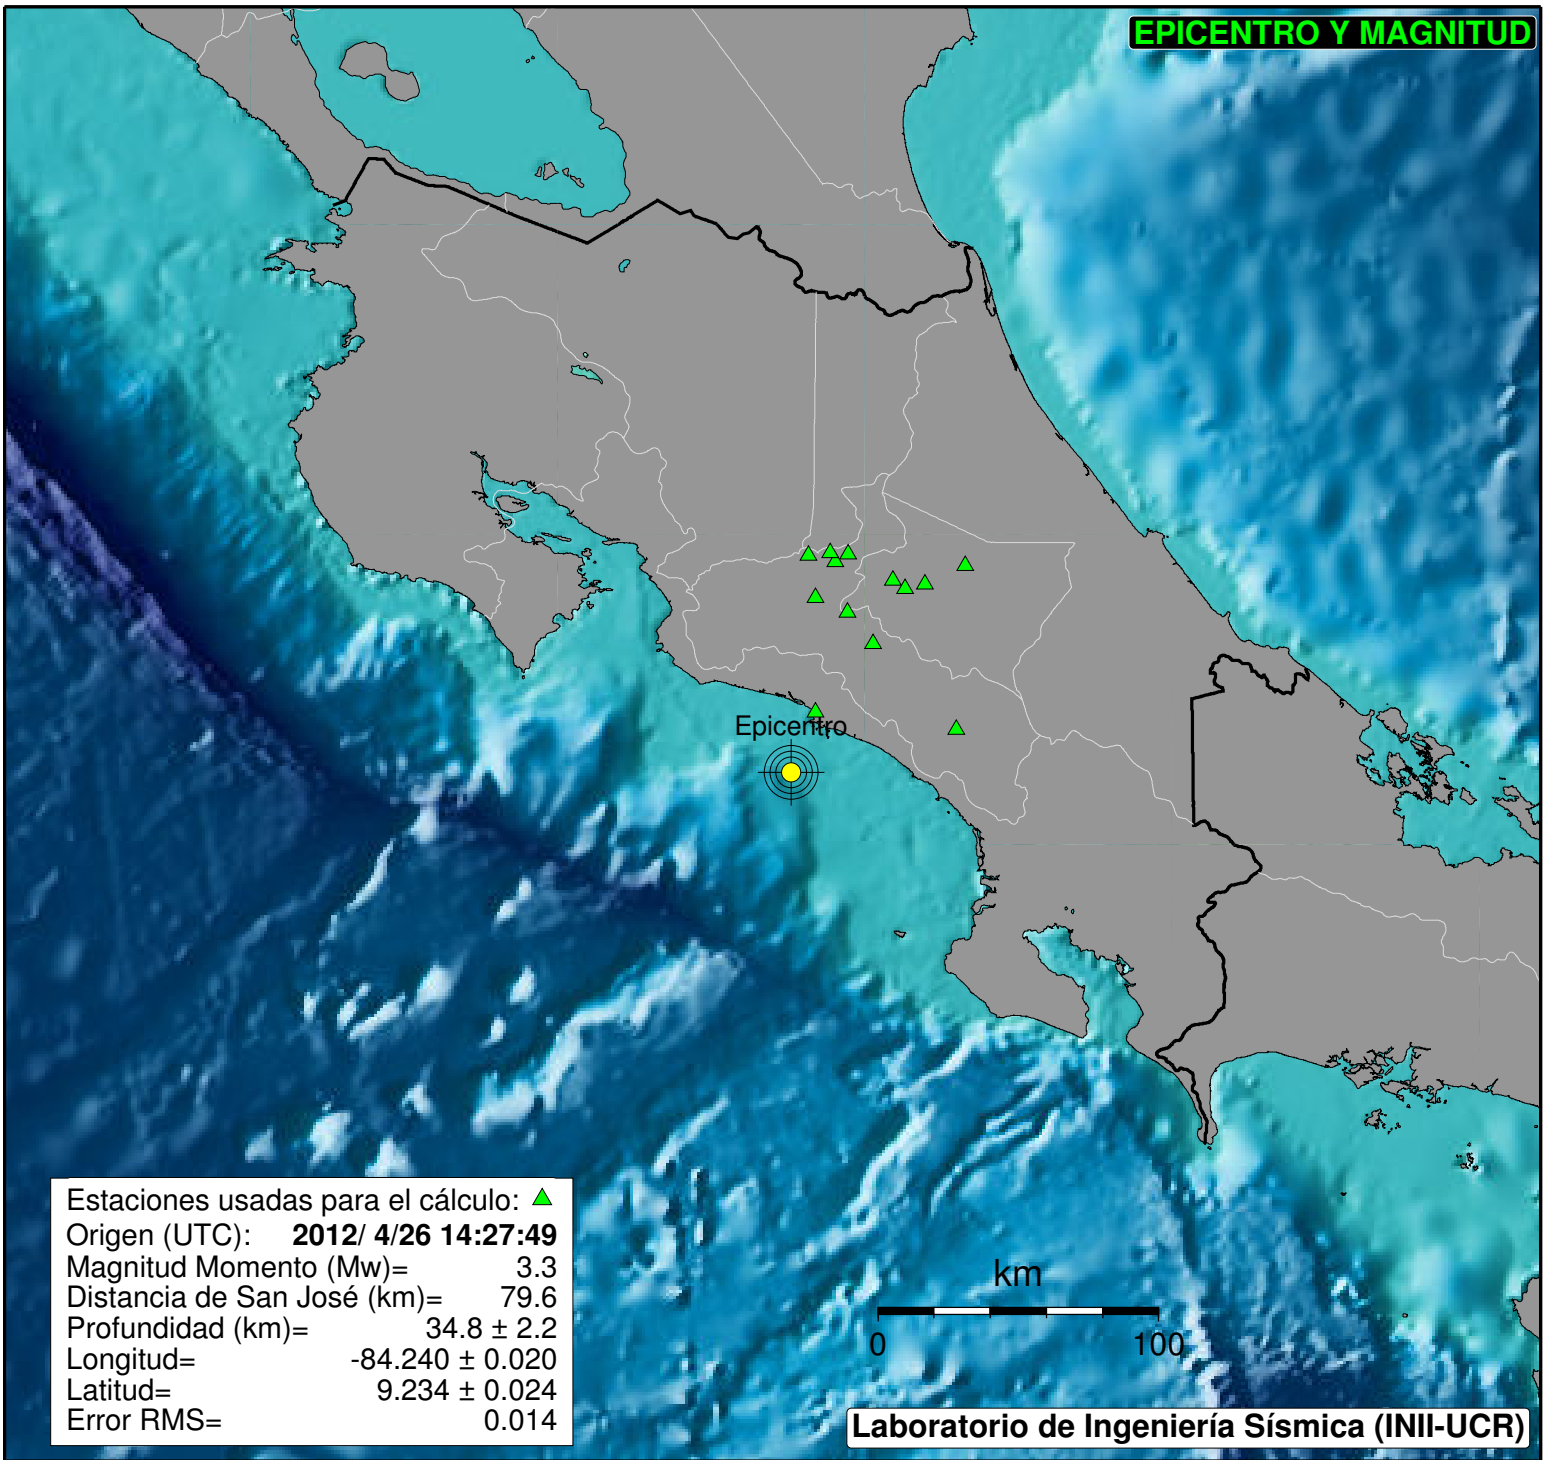 EPICENTRO Y MAGNITUD
Epicentro
Estaciones usadas para el cálculo:
Origen (UTC): 2012/ 4/26 14:27:49
Magnitud Momento (Mw)= 3.3
Distancia de San José (km)= 79.6
Profundidad (km)= 34.8 ± 2.2
Longitud= -84.240 ± 0.020
Latitud= 9.234 ± 0.024
Error RMS= 0.014
km
0 100
Laboratorio de Ingeniería Sísmica (INII-UCR)